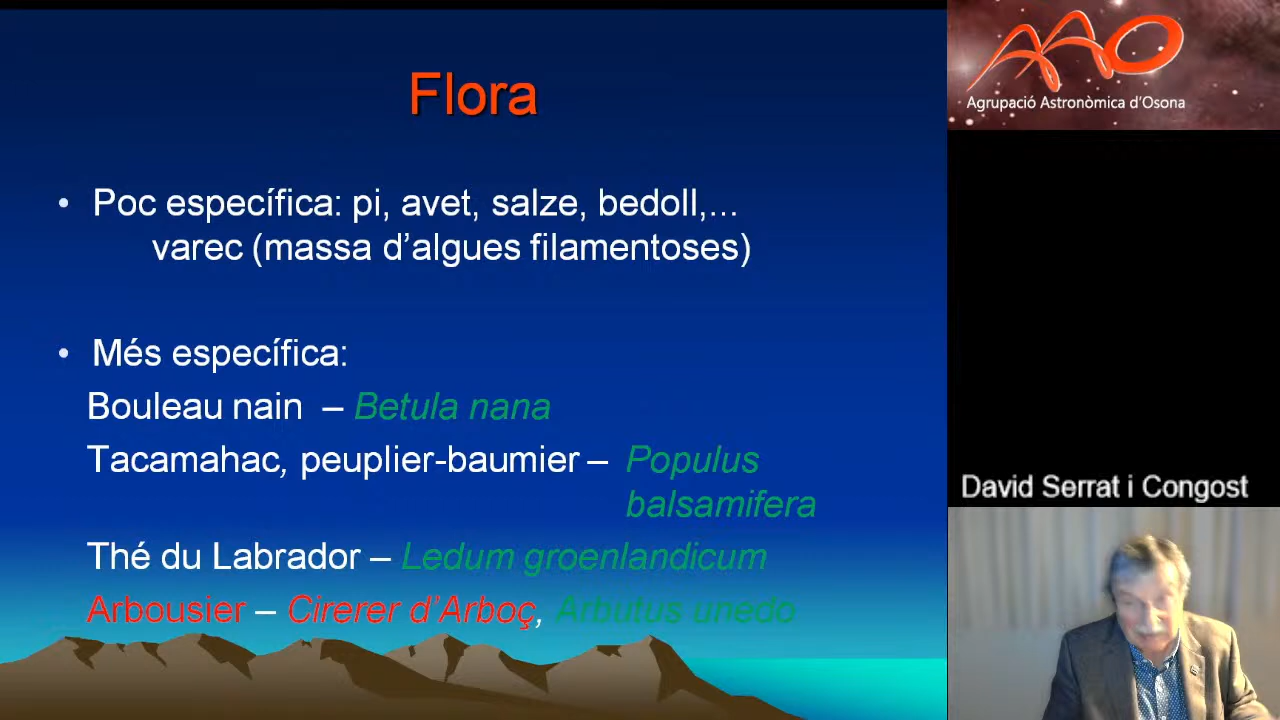 Flora
• Poc específica: pi, avet, salze, bedoll,...
varec (massa d’algues filamentoses)
• Més específica:
Bouleau nain – Betula nana
Tacamahac, peuplier-baumier – Populus
balsamifera
Thé du Labrador – Ledum groenlandicum
Arbousier – Cirerer d’Arboç, Arbutus unedo
AAO
Agrupació Astronòmica d’Osona
David Serrat i Congost